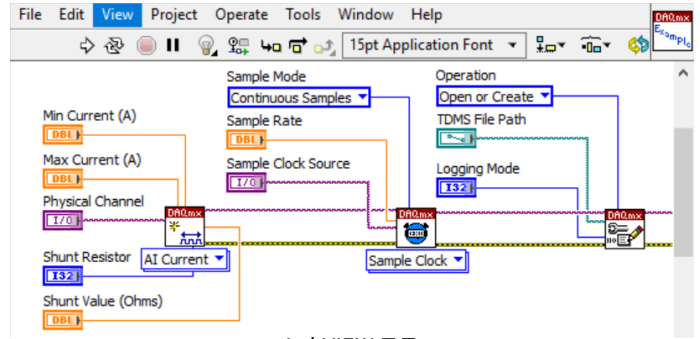 File Edit View Project Operate Tools Window Help
15pt Application Font
DAQmx
Example
Sample Mode
Continuous Samples
Operation
Open or Create
Min Current (A)
DBL
Sample Rate
DBL
TDMS File Path
Max Current (A)
DBL
Sample Clock Source
I/O
Logging Mode
I32
Physical Channel
I/O
DAQmx
DAQmx
DAQmx
Shunt Resistor
I32
AI Current
Sample Clock
Shunt Value (Ohms)
DBL